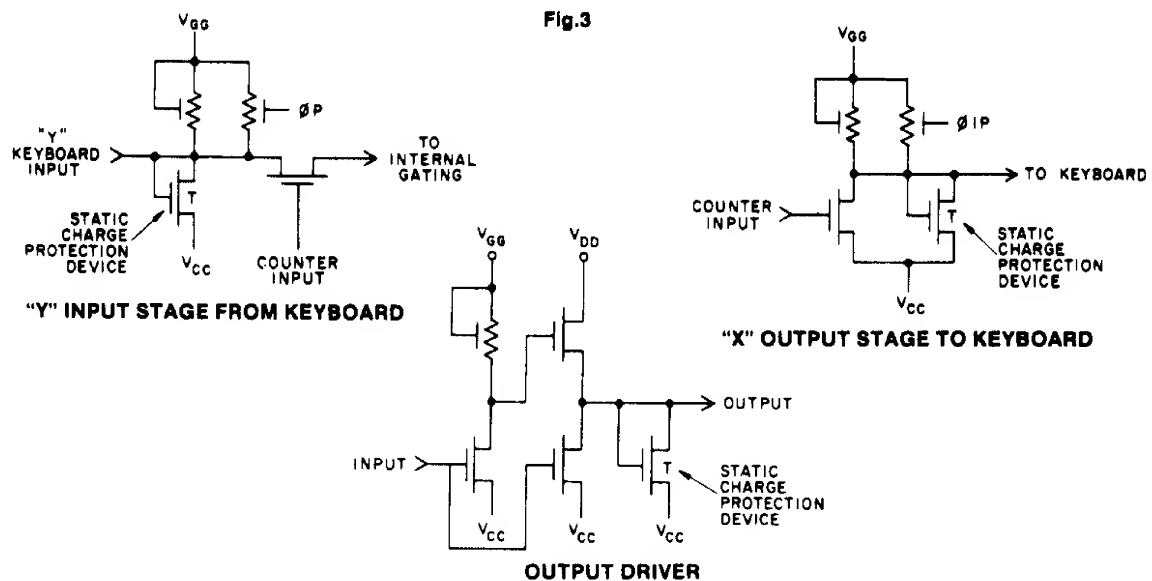 Fig.3
VGG
ØP
"Y"
KEYBOARD
INPUT
TO
INTERNAL
GATING
T
STATIC
CHARGE
PROTECTION
DEVICE
VCC
COUNTER
INPUT
"Y" INPUT STAGE FROM KEYBOARD
VGG
Ø1P
TO KEYBOARD
COUNTER
INPUT
T
STATIC
CHARGE
PROTECTION
DEVICE
VCC
"X" OUTPUT STAGE TO KEYBOARD
VGG
VDD
OUTPUT
INPUT
T
STATIC
CHARGE
PROTECTION
DEVICE
VCC
VCC
VCC
OUTPUT DRIVER